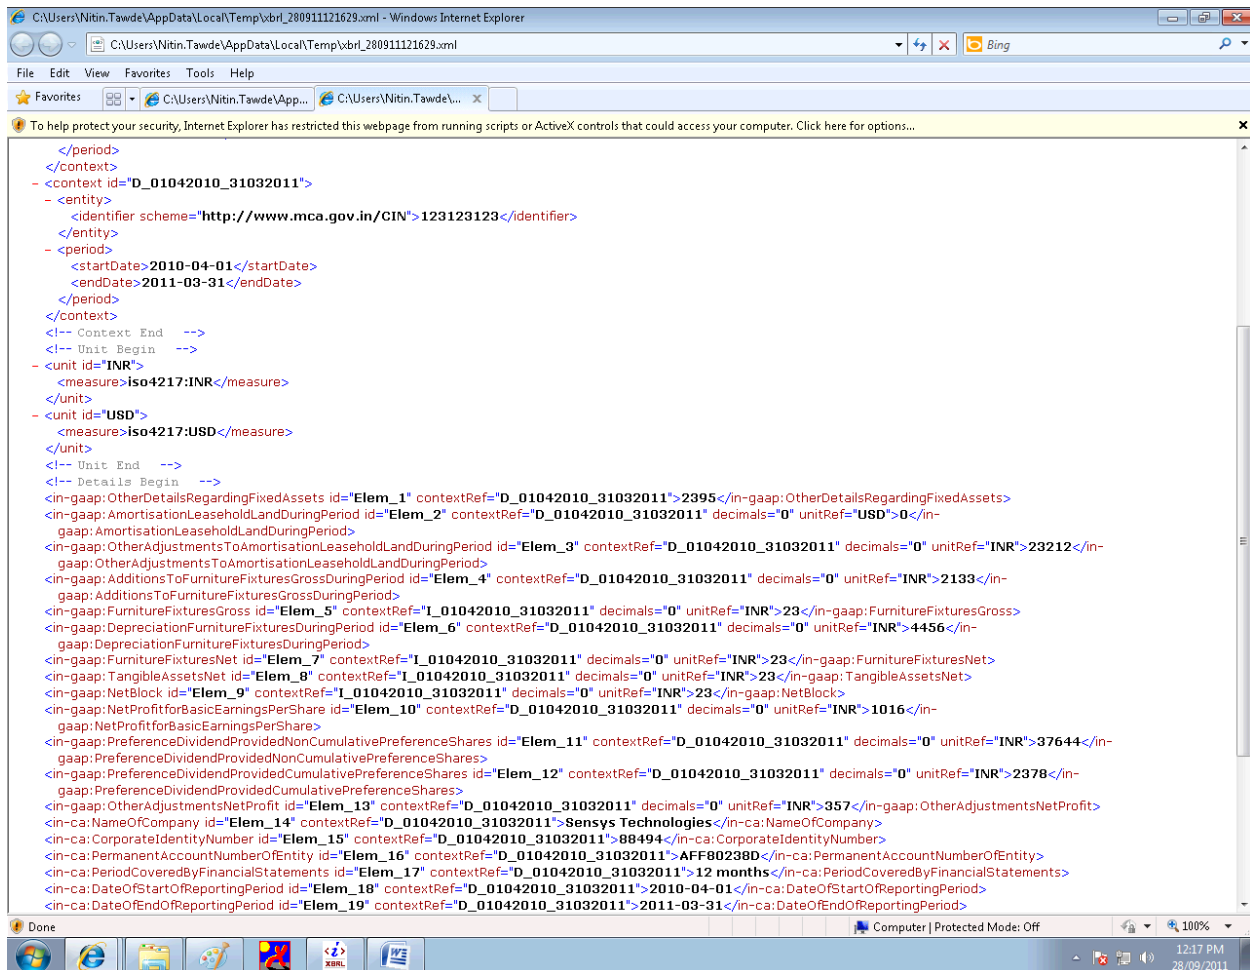 C:\Users\Nitin.Tawde\AppData\Local\Temp\xbrl_280911121629.xml - Windows Internet Explorer
C:\Users\Nitin.Tawde\AppData\Local\Temp\xbrl_280911121629.xml
Bing
File Edit View Favorites Tools Help
Favorites C:\Users\Nitin.Tawde\App... C:\Users\Nitin.Tawde\... x
To help protect your security, Internet Explorer has restricted this webpage from running scripts or ActiveX controls that could access your computer. Click here for options...
</period>
</context>
- <context id="D_01042010_31032011">
- <entity>
<identifier scheme="http://www.mca.gov.in/CIN">123123123</identifier>
</entity>
- <period>
<startDate>2010-04-01</startDate>
<endDate>2011-03-31</endDate>
</period>
</context>
<!-- Context End -->
<!-- Unit Begin -->
- <unit id="INR">
<measure>iso4217:INR</measure>
</unit>
- <unit id="USD">
<measure>iso4217:USD</measure>
</unit>
<!-- Unit End -->
<!-- Details Begin -->
<in-gaap:OtherDetailsRegardingFixedAssets id="Elem_1" contextRef="D_01042010_31032011">2395</in-gaap:OtherDetailsRegardingFixedAssets>
<in-gaap:AmortisationLeaseholdLandDuringPeriod id="Elem_2" contextRef="D_01042010_31032011" decimals="0" unitRef="USD">0</in-
gaap:AmortisationLeaseholdLandDuringPeriod>
<in-gaap:OtherAdjustmentsToAmortisationLeaseholdLandDuringPeriod id="Elem_3" contextRef="D_01042010_31032011" decimals="0" unitRef="INR">23212</in-
gaap:OtherAdjustmentsToAmortisationLeaseholdLandDuringPeriod>
<in-gaap:AdditionsToFurnitureFixturesGrossDuringPeriod id="Elem_4" contextRef="D_01042010_31032011" decimals="0" unitRef="INR">2133</in-
gaap:AdditionsToFurnitureFixturesGrossDuringPeriod>
<in-gaap:FurnitureFixturesGross id="Elem_5" contextRef="I_01042010_31032011" decimals="0" unitRef="INR">23</in-gaap:FurnitureFixturesGross>
<in-gaap:DepreciationFurnitureFixturesDuringPeriod id="Elem_6" contextRef="D_01042010_31032011" decimals="0" unitRef="INR">4456</in-
gaap:DepreciationFurnitureFixturesDuringPeriod>
<in-gaap:FurnitureFixturesNet id="Elem_7" contextRef="I_01042010_31032011" decimals="0" unitRef="INR">23</in-gaap:FurnitureFixturesNet>
<in-gaap:TangibleAssetsNet id="Elem_8" contextRef="I_01042010_31032011" decimals="0" unitRef="INR">23</in-gaap:TangibleAssetsNet>
<in-gaap:NetBlock id="Elem_9" contextRef="I_01042010_31032011" decimals="0" unitRef="INR">23</in-gaap:NetBlock>
<in-gaap:NetProfitforBasicEarningsPerShare id="Elem_10" contextRef="D_01042010_31032011" decimals="0" unitRef="INR">1016</in-
gaap:NetProfitforBasicEarningsPerShare>
<in-gaap:PreferenceDividendProvidedNonCumulativePreferenceShares id="Elem_11" contextRef="D_01042010_31032011" decimals="0" unitRef="INR">37644</in-
gaap:PreferenceDividendProvidedNonCumulativePreferenceShares>
<in-gaap:PreferenceDividendProvidedCumulativePreferenceShares id="Elem_12" contextRef="D_01042010_31032011" decimals="0" unitRef="INR">2378</in-
gaap:PreferenceDividendProvidedCumulativePreferenceShares>
<in-gaap:OtherAdjustmentsNetProfit id="Elem_13" contextRef="D_01042010_31032011" decimals="0" unitRef="INR">357</in-gaap:OtherAdjustmentsNetProfit>
<in-ca:NameOfCompany id="Elem_14" contextRef="D_01042010_31032011">Sensys Technologies</in-ca:NameOfCompany>
<in-ca:CorporateIdentityNumber id="Elem_15" contextRef="D_01042010_31032011">88494</in-ca:CorporateIdentityNumber>
<in-ca:PermanentAccountNumberOfEntity id="Elem_16" contextRef="D_01042010_31032011">AFF80238D</in-ca:PermanentAccountNumberOfEntity>
<in-ca:PeriodCoveredByFinancialStatements id="Elem_17" contextRef="D_01042010_31032011">12 months</in-ca:PeriodCoveredByFinancialStatements>
<in-ca:DateOfStartOfReportingPeriod id="Elem_18" contextRef="D_01042010_31032011">2010-04-01</in-ca:DateOfStartOfReportingPeriod>
<in-ca:DateOfEndOfReportingPeriod id="Elem_19" contextRef="D_01042010_31032011">2011-03-31</in-ca:DateOfEndOfReportingPeriod>
Done Computer | Protected Mode: Off 100%
XBRL
12:17 PM
28/09/2011